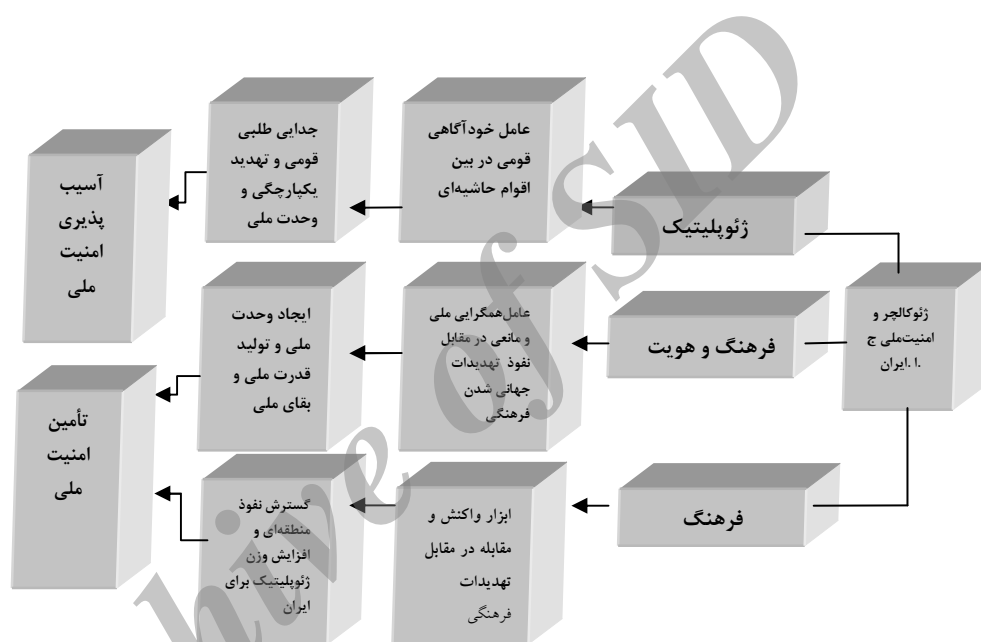 ژئوکالچر و
امنیت‌ملی ج
.ا .ایران
ژئوپلیتیک
عامل خودآگاهی
قومی در بین
اقوام حاشیه‌ای
جدایی طلبی
قومی و تهدید
یکپارچگی و
وحدت ملی
آسیب
پذیری
امنیت
ملی
فرهنگ و هویت
عامل‌همگرایی ملی
و مانعی در مقابل
نفوذ تهدیدات
جهانی شدن
فرهنگی
ایجاد وحدت
ملی و تولید
قدرت ملی و
بقای ملی
تأمین
امنیت
ملی
فرهنگ
ابزار واکنش و
مقابله در مقابل
تهدیدات
فرهنگی
گسترش نفوذ
منطقه‌ای و
افزایش وزن
ژئوپلیتیک برای
ایران
hive of SID